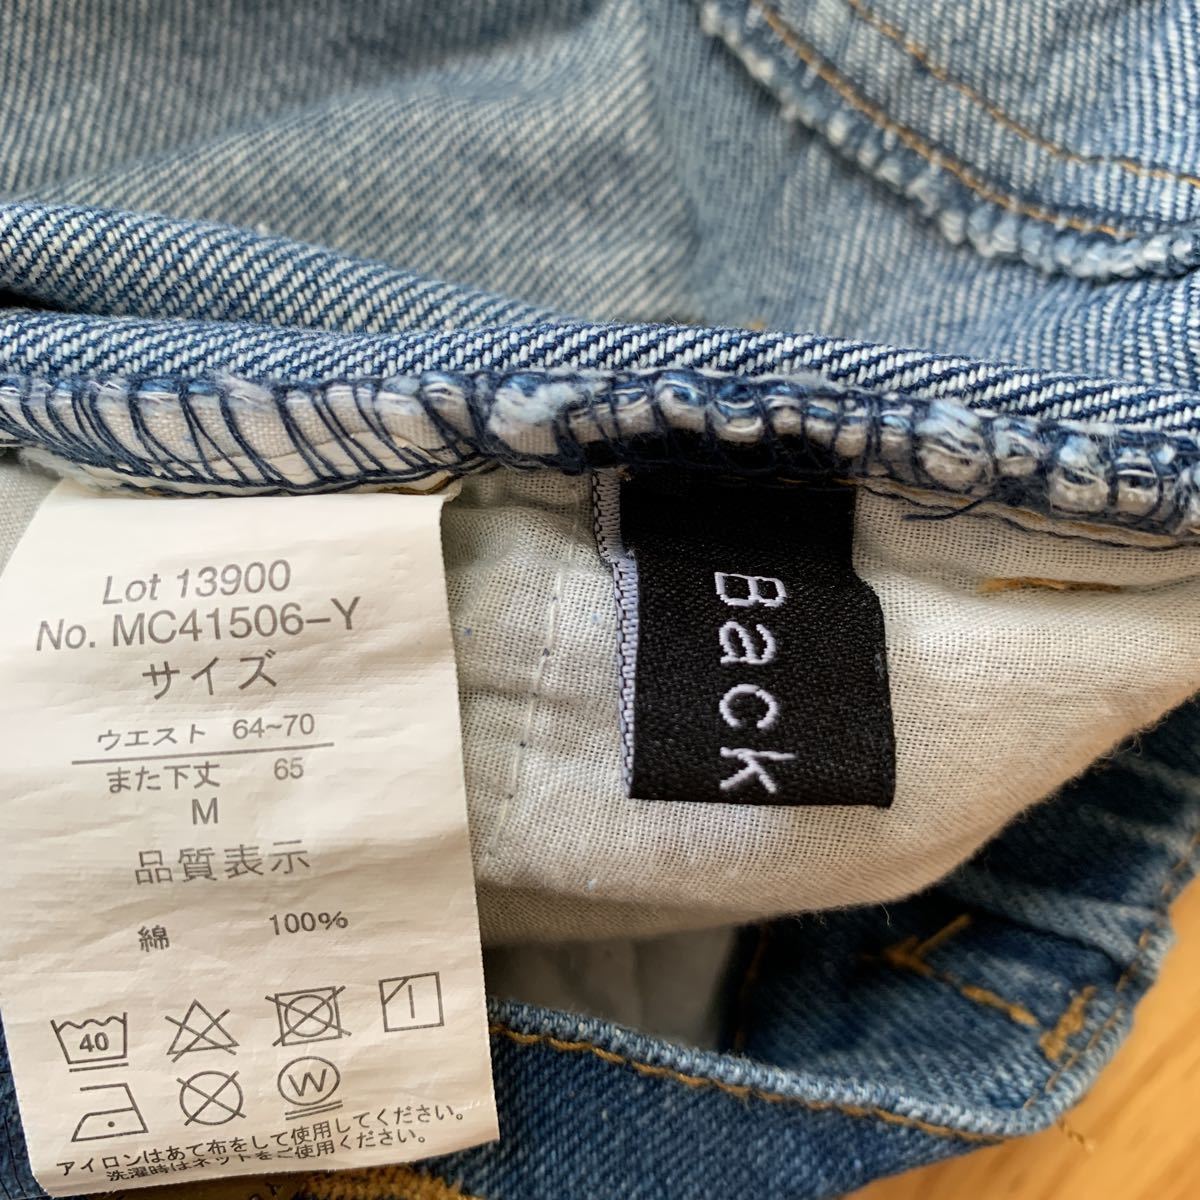 Lot 13900
No. MC41506-Y
サイズ
ウエスト 64~70
また下丈 65
M
品質表示
綿 100%
40
W
アイロンはあて布をして使用してください。
洗濯時はネットをご使用ください。
Back